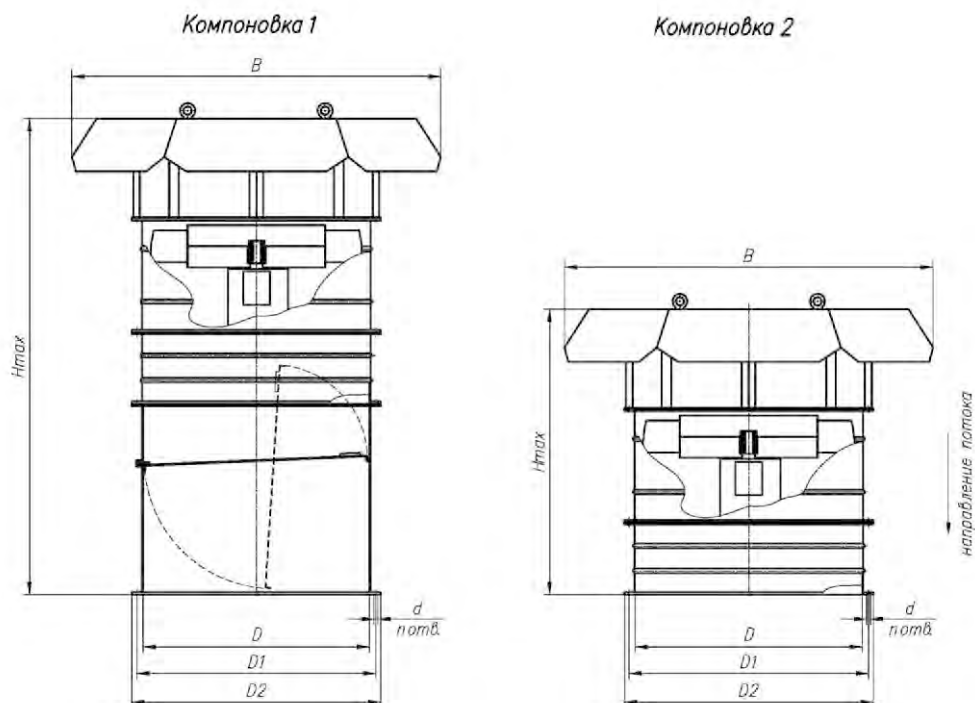 Компоновка 1
B
Hmax
d
n отв.
D
D1
D2
Компоновка 2
B
Hmax
направление потока
d
n отв.
D
D1
D2